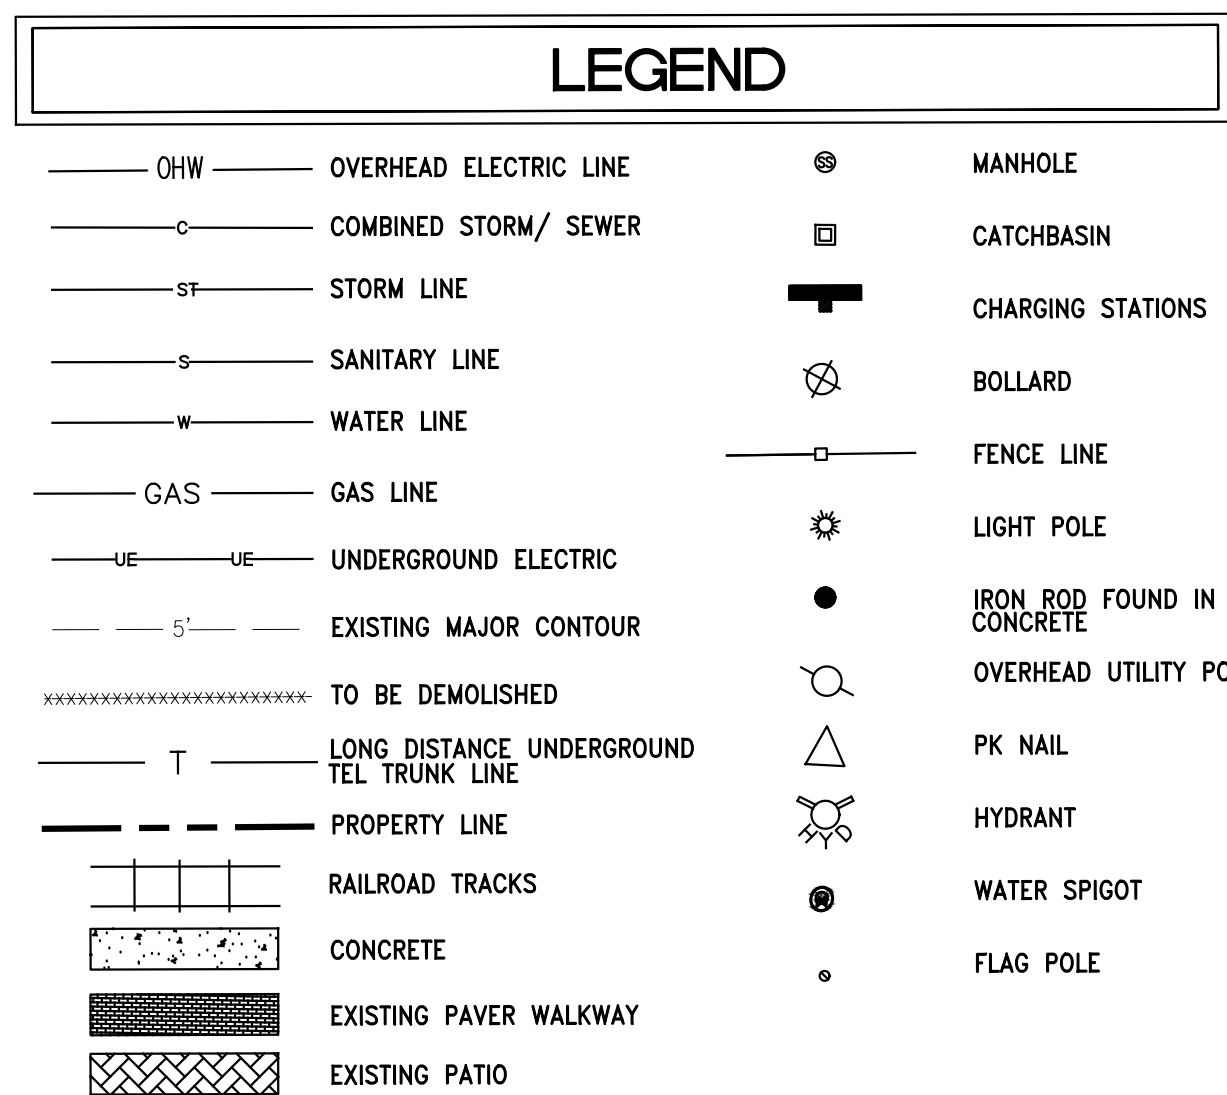 LEGEND
OHW OVERHEAD ELECTRIC LINE
C COMBINED STORM/ SEWER
ST STORM LINE
S SANITARY LINE
W WATER LINE
GAS GAS LINE
UE UE UNDERGROUND ELECTRIC
5' EXISTING MAJOR CONTOUR
TO BE DEMOLISHED
T LONG DISTANCE UNDERGROUND
TEL TRUNK LINE
PROPERTY LINE
RAILROAD TRACKS
CONCRETE
EXISTING PAVER WALKWAY
EXISTING PATIO
SS MANHOLE
CATCHBASIN
CHARGING STATIONS
BOLLARD
FENCE LINE
LIGHT POLE
IRON ROD FOUND IN
CONCRETE
OVERHEAD UTILITY
PK NAIL
HYD HYDRANT
WATER SPIGOT
FLAG POLE